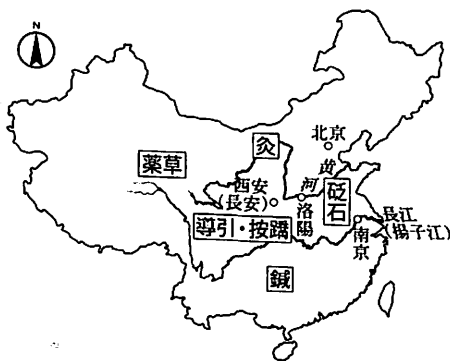 N
北京
灸
薬草
黄
河
西安
(長安)
洛陽
砭石
導引・按蹻
長江
(揚子江)
南京
鍼